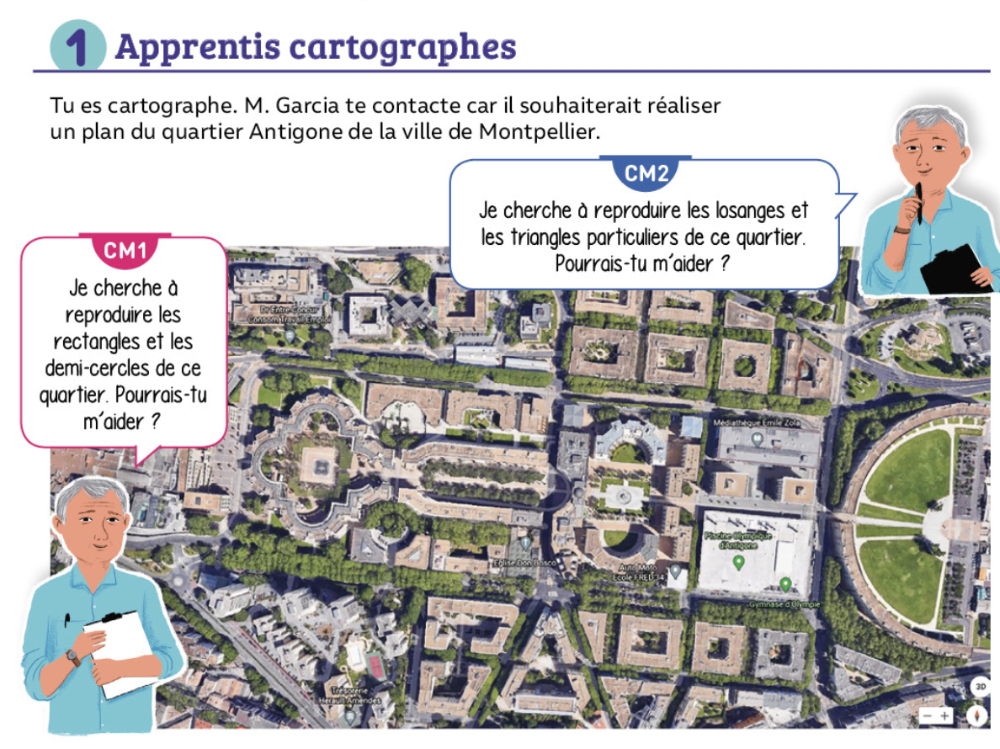 1 Apprentis cartographes
Tu es cartographe. M. Garcia te contacte car il souhaiterait réaliser
un plan du quartier Antigone de la ville de Montpellier.
CM2
Je cherche à reproduire les losanges et
les triangles particuliers de ce quartier.
Pourrais-tu m'aider ?
CM1
Je cherche à
reproduire les
rectangles et les
demi-cercles de ce
quartier. Pourrais-tu
m'aider ?
Dr Entre Concur
Consom Travail Emploi
Médiathèque Emile Zola
Piscine olympique
d'Antigone
Eglise Don Bosco
Auto Moto
Ecole FRED 34
Gymnase d'Olympie
Trésorerie
Hérault Amendes
3D
− +